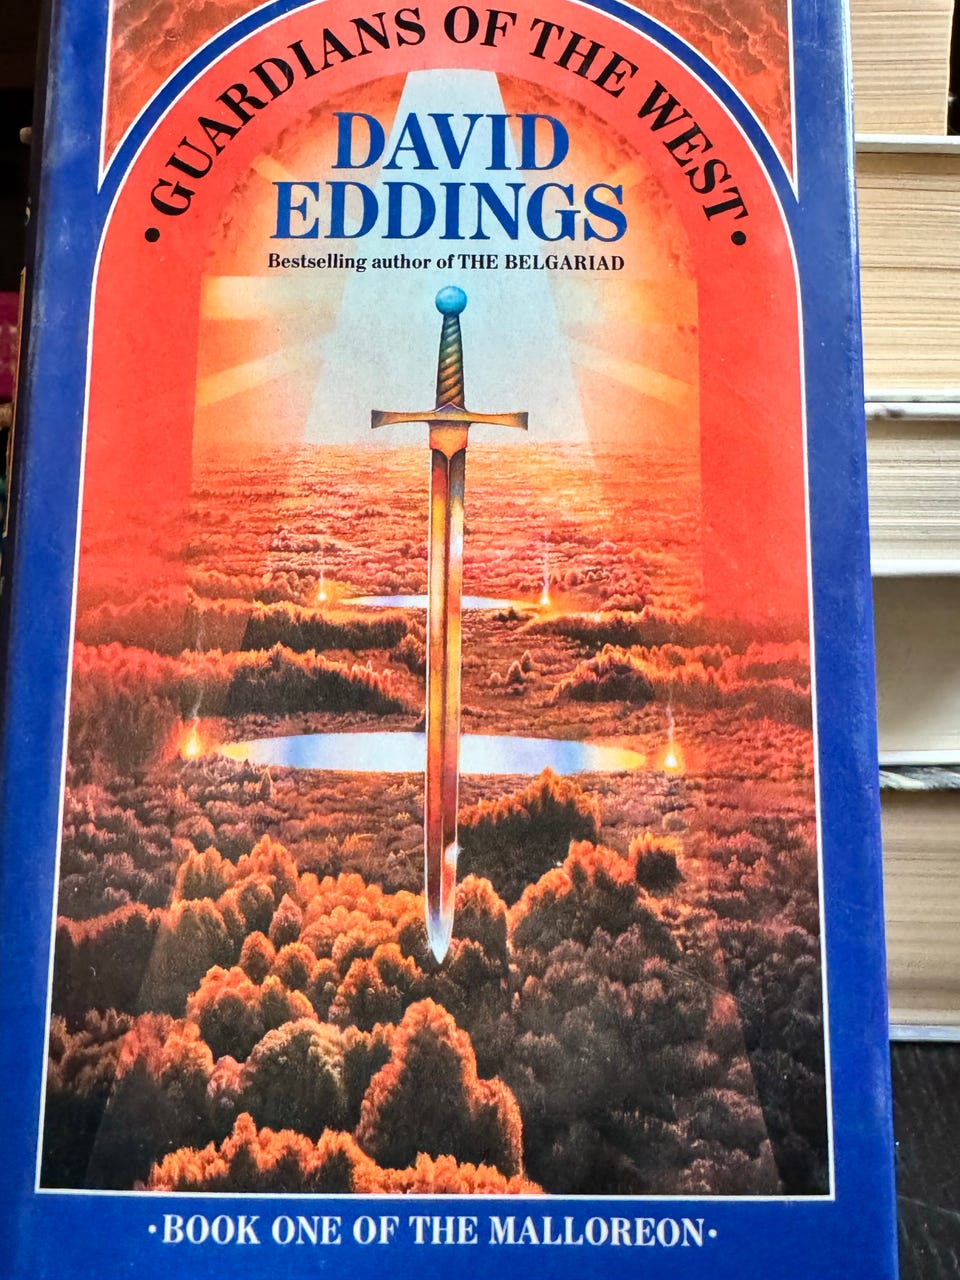 • GUARDIANS OF THE WEST •
DAVID
EDDINGS
Bestselling author of THE BELGARIAD
·BOOK ONE OF THE MALLOREON·